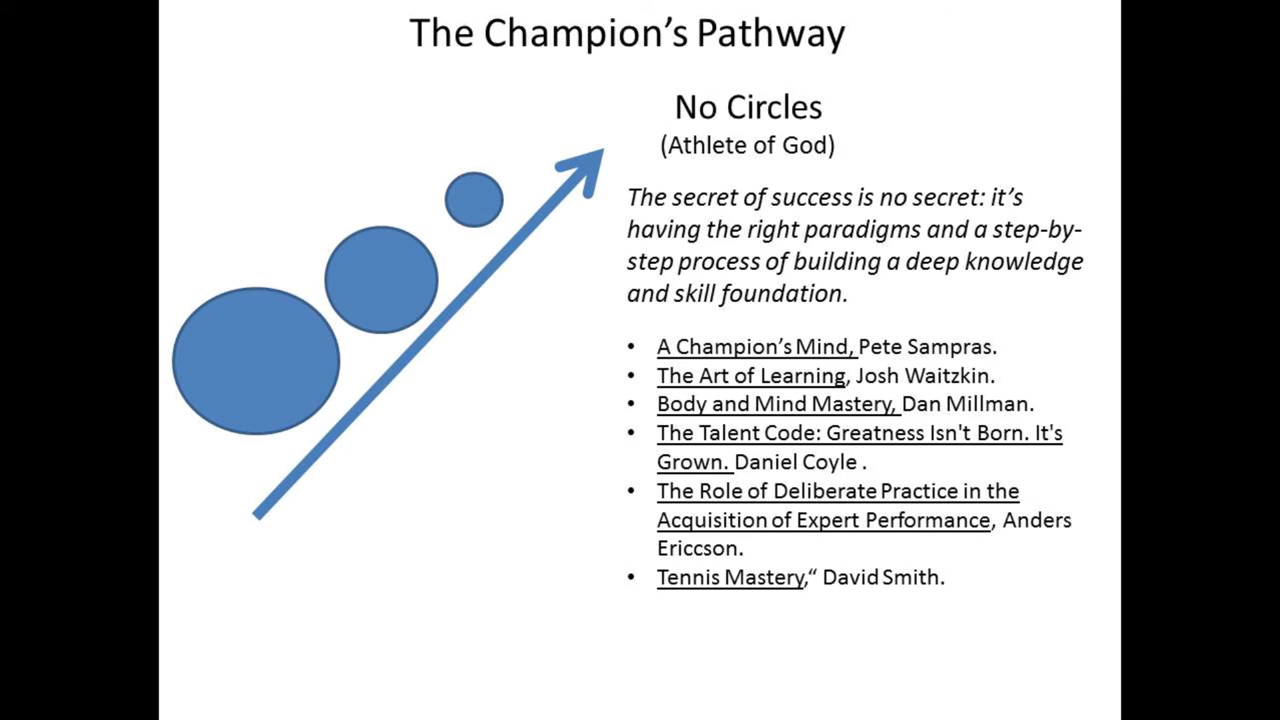 The Champion’s Pathway
No Circles
(Athlete of God)
The secret of success is no secret: it’s
having the right paradigms and a step-by-
step process of building a deep knowledge
and skill foundation.
• A Champion’s Mind, Pete Sampras.
• The Art of Learning, Josh Waitzkin.
• Body and Mind Mastery, Dan Millman.
• The Talent Code: Greatness Isn't Born. It's
Grown. Daniel Coyle .
• The Role of Deliberate Practice in the
Acquisition of Expert Performance, Anders
Ericcson.
• Tennis Mastery,“ David Smith.